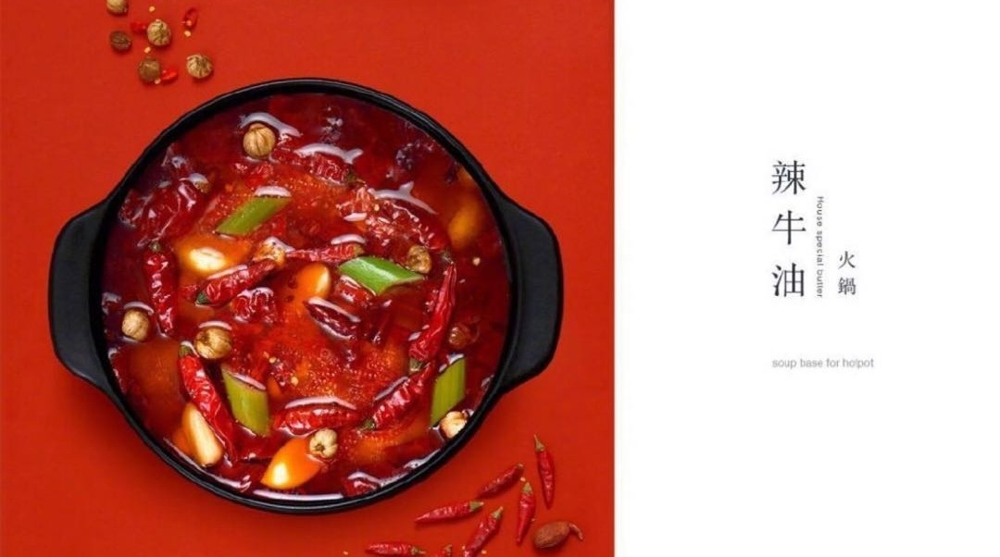 辣牛油
House special butter
火鍋
soup base for hotpot